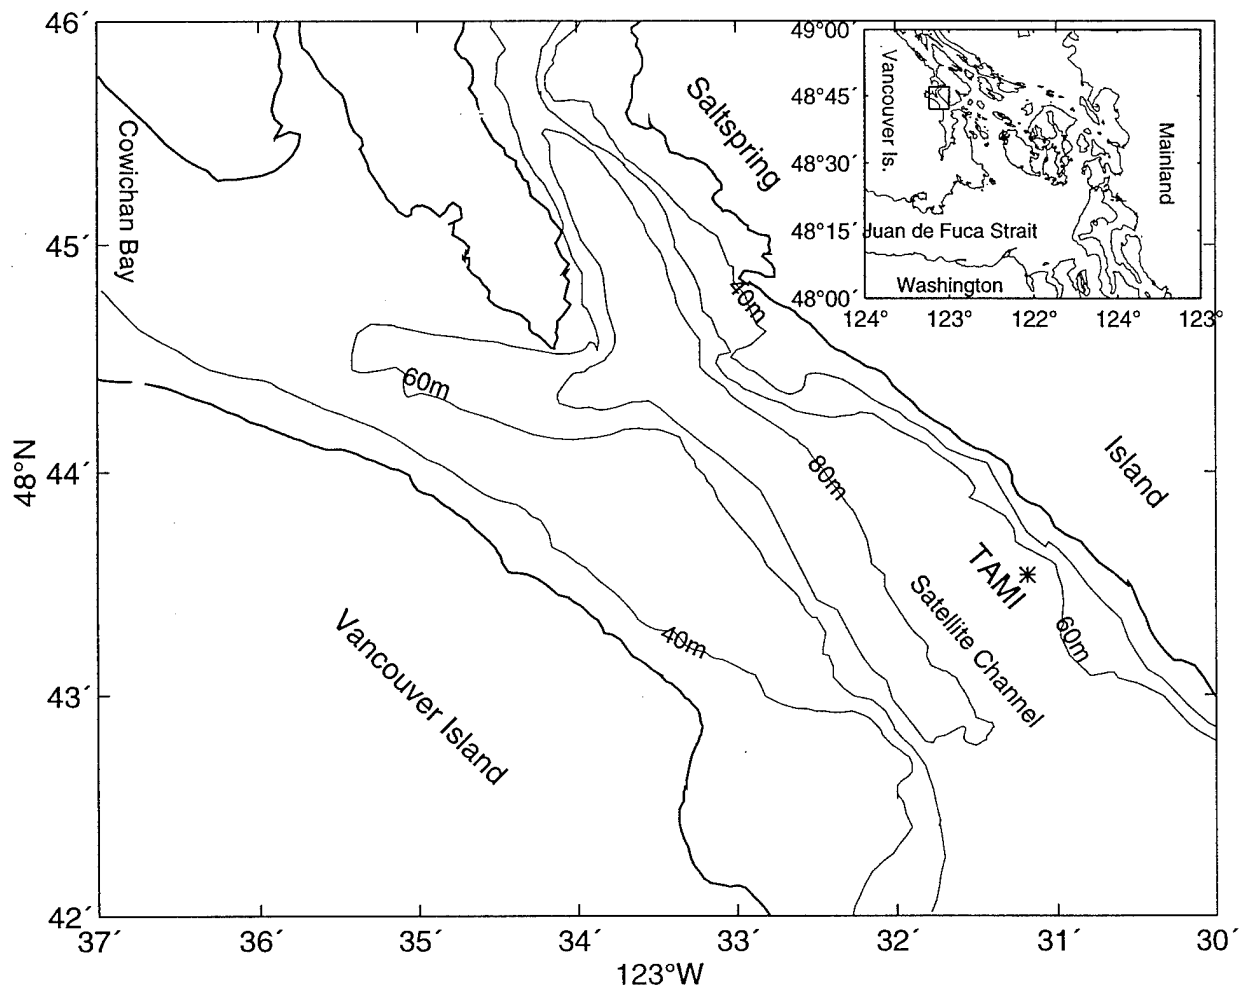 46´
45´
44´
43´
42´
48°N
37´
36´
35´
34´
33´
32´
31´
30´
123°W
Cowichan Bay
Saltspring
Island
Vancouver Island
Satellite Channel
TAMI
40m
60m
80m
40m
60m
49°00´
48°45´
48°30´
48°15´
48°00´
124°
123°
122°
124°
123°
Vancouver Is.
Mainland
Juan de Fuca Strait
Washington